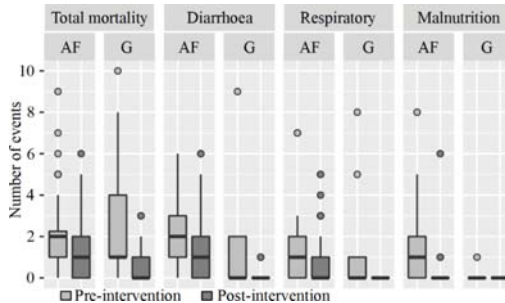 Total mortality Diarrhoea Respiratory Malnutrition
AF G AF G AF G AF G
Number of events
10
8
6
4
2
0
Pre-intervention Post-intervention